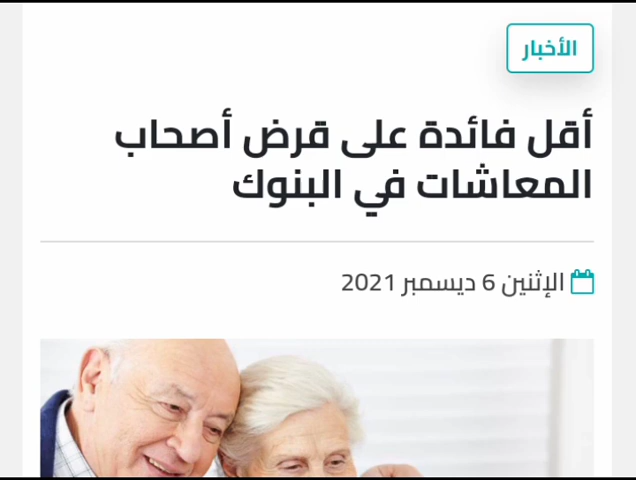 الأخبار
أقل فائدة على قرض أصحاب
المعاشات في البنوك
الإثنين 6 ديسمبر 2021